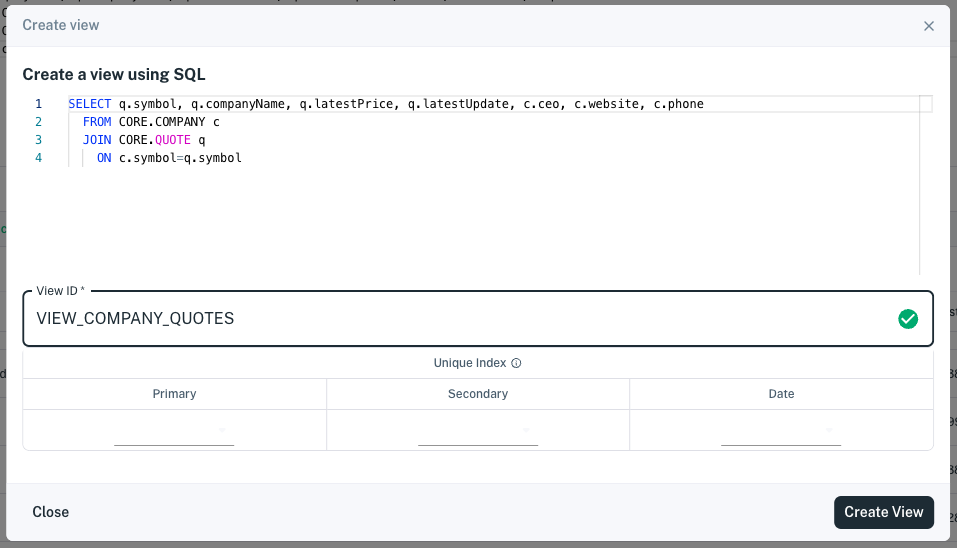 Create view
Create a view using SQL
1 SELECT q.symbol, q.companyName, q.latestPrice, q.latestUpdate, c.ceo, c.website, c.phone
2 FROM CORE.COMPANY c
3 JOIN CORE.QUOTE q
4 ON c.symbol=q.symbol
View ID *
VIEW_COMPANY_QUOTES
Unique Index
Primary Secondary Date
Close Create View